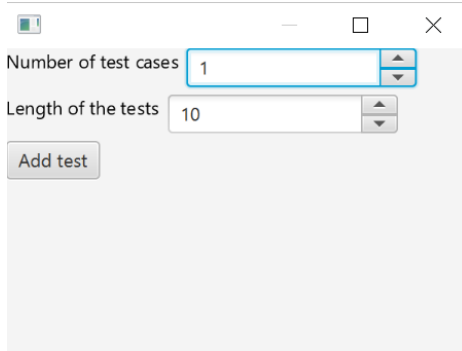 Number of test cases 1
Length of the tests 10
Add test